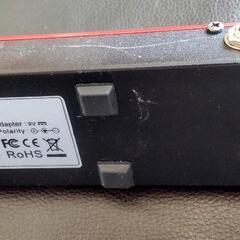 dapter : 9V
Polarity :
CE FC
RoHS